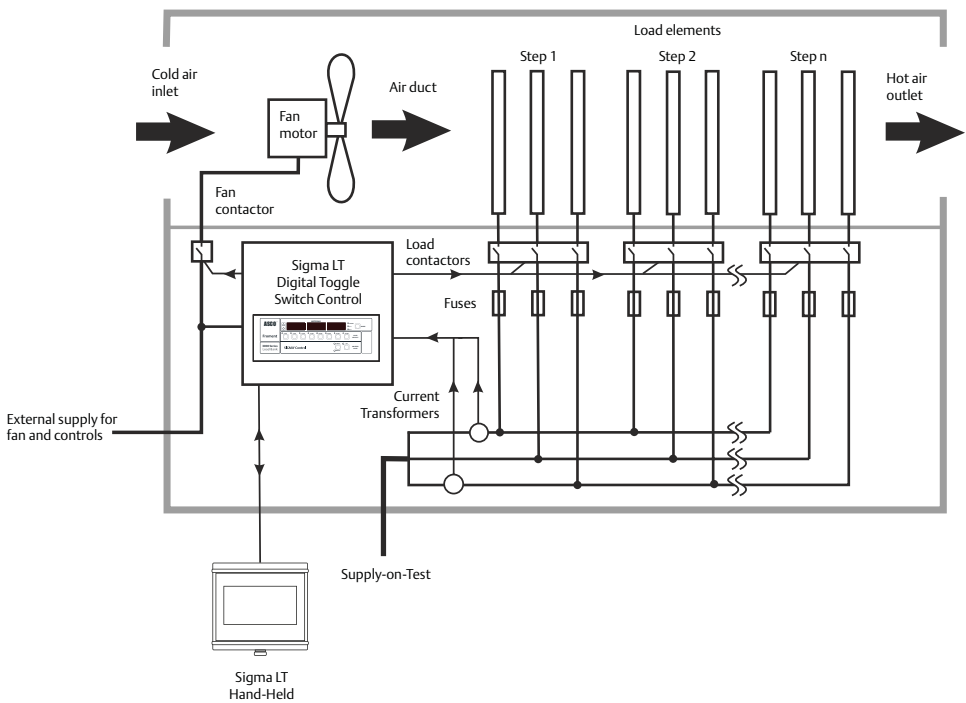 Load elements
Step 1
Step 2
Step n
Cold air
inlet
Fan
motor
Air duct
Hot air
outlet
Fan
contactor
Sigma LT
Digital Toggle
Switch Control
Load
contactors
Fuses
ASCO
Froment
Current
Transformers
External supply for
fan and controls
Supply-on-Test
Sigma LT
Hand-Held